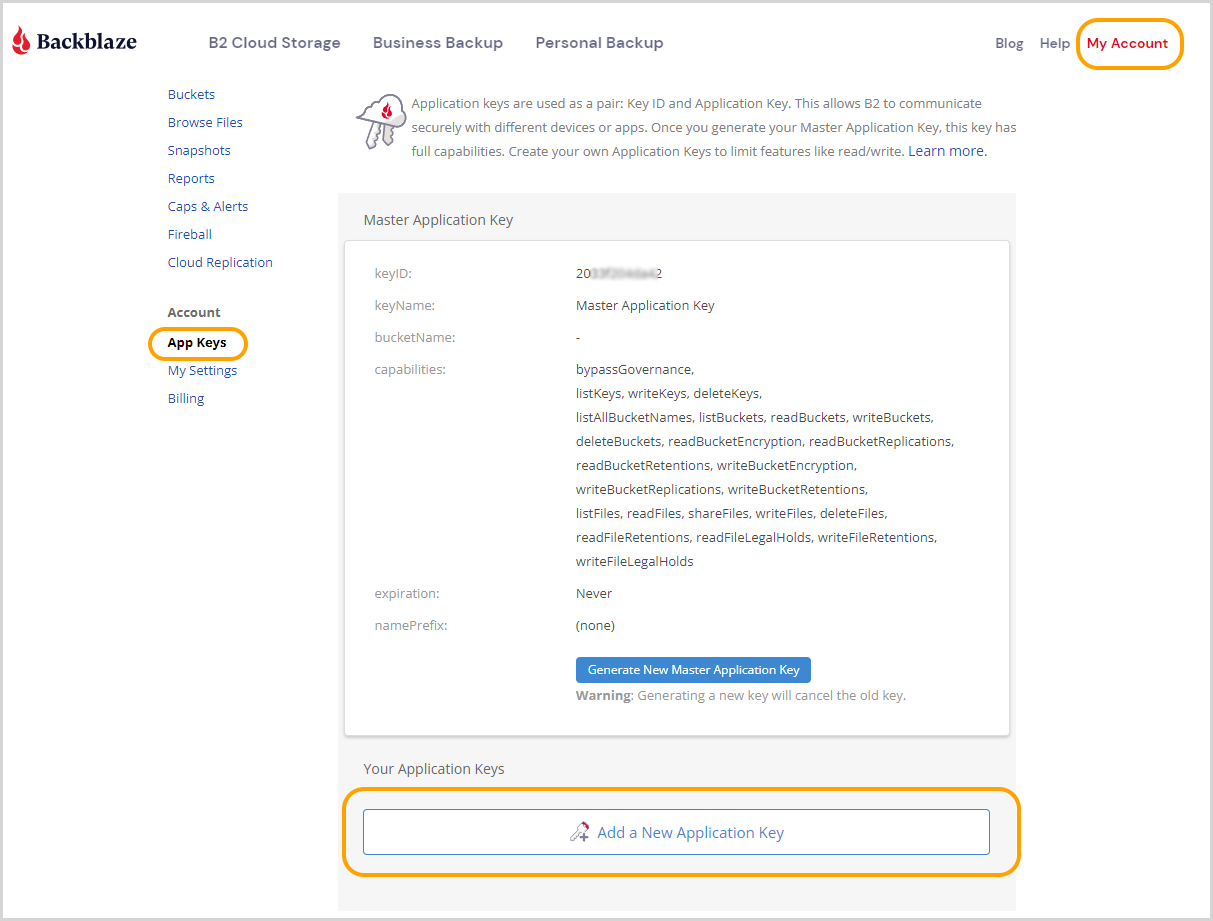 Backblaze
B2 Cloud Storage Business Backup Personal Backup
Blog Help My Account
Buckets
Browse Files
Snapshots
Reports
Caps & Alerts
Fireball
Cloud Replication
Account
App Keys
My Settings
Billing
Application keys are used as a pair: Key ID and Application Key. This allows B2 to communicate
securely with different devices or apps. Once you generate your Master Application Key, this key has
full capabilities. Create your own Application Keys to limit features like read/write. Learn more.
Master Application Key
keyID:
keyName: Master Application Key
bucketName: -
capabilities: bypassGovernance,
listKeys, writeKeys, deleteKeys,
listAllBucketNames, listBuckets, readBuckets, writeBuckets,
deleteBuckets, readBucketEncryption, readBucketReplications,
readBucketRetentions, writeBucketEncryption,
writeBucketReplications, writeBucketRetentions,
listFiles, readFiles, shareFiles, writeFiles, deleteFiles,
readFileRetentions, readFileLegalHolds, writeFileRetentions,
writeFileLegalHolds
expiration: Never
namePrefix: (none)
Generate New Master Application Key
Warning: Generating a new key will cancel the old key.
Your Application Keys
Add a New Application Key